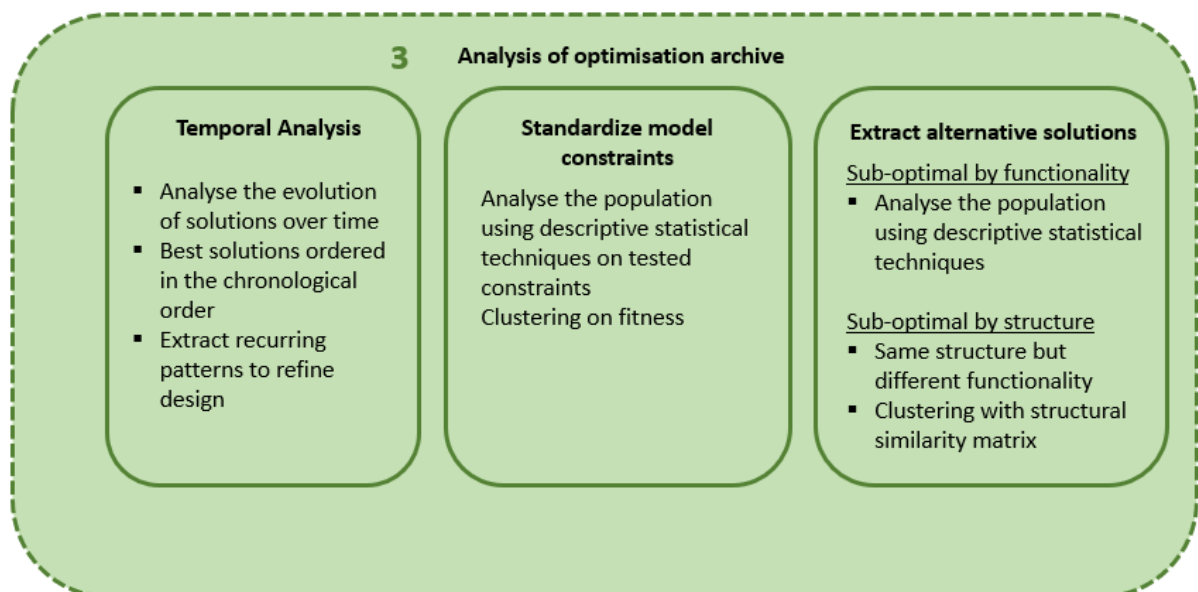 3 Analysis of optimisation archive
Temporal Analysis
▪ Analyse the evolution
of solutions over time
▪ Best solutions ordered
in the chronological
order
▪ Extract recurring
patterns to refine
design
Standardize model
constraints
Analyse the population
using descriptive statistical
techniques on tested
constraints
Clustering on fitness
Extract alternative solutions
Sub-optimal by functionality
▪ Analyse the population
using descriptive statistical
techniques
Sub-optimal by structure
▪ Same structure but
different functionality
▪ Clustering with structural
similarity matrix